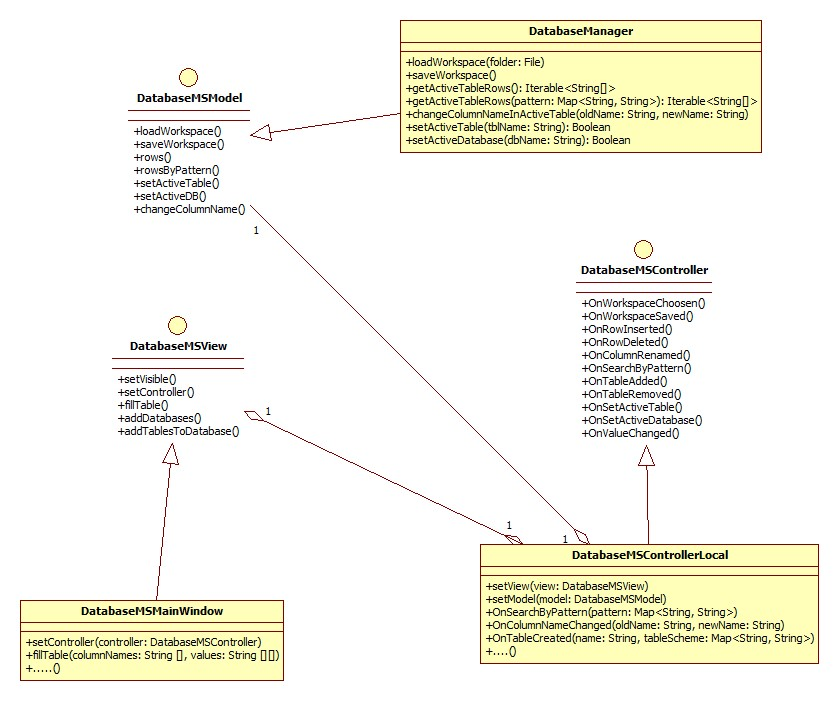 DatabaseManager
+loadWorkspace(folder: File)
+saveWorkspace()
+getActiveTableRows(): Iterable<String[]>
+getActiveTableRows(pattern: Map<String, String>): Iterable<String[]>
+changeColumnNameInActiveTable(oldName: String, newName: String)
+setActiveTable(tblName: String): Boolean
+setActiveDatabase(dbName: String): Boolean
DatabaseMSModel
+loadWorkspace()
+saveWorkspace()
+rows()
+rowsByPattern()
+setActiveTable()
+setActiveDB()
+changeColumnName()
1
DatabaseMSController
+OnWorkspaceChoosen()
+OnWorkspaceSaved()
+OnRowInserted()
+OnRowDeleted()
+OnColumnRenamed()
+OnSearchByPattern()
+OnTableAdded()
+OnTableRemoved()
+OnSetActiveTable()
+OnSetActiveDatabase()
+OnValueChanged()
DatabaseMSView
+setVisible()
+setController()
+fillTable()
+addDatabases()
+addTablesToDatabase()
1
1
1
DatabaseMSControllerLocal
+setView(view: DatabaseMSView)
+setModel(model: DatabaseMSModel)
+OnSearchByPattern(pattern: Map<String, String>)
+OnColumnNameChanged(oldName: String, newName: String)
+OnTableCreated(name: String, tableScheme: Map<String, String>)
+....()
DatabaseMSMainWindow
+setController(controller: DatabaseMSController)
+fillTable(columnNames: String [], values: String [][])
+.....()